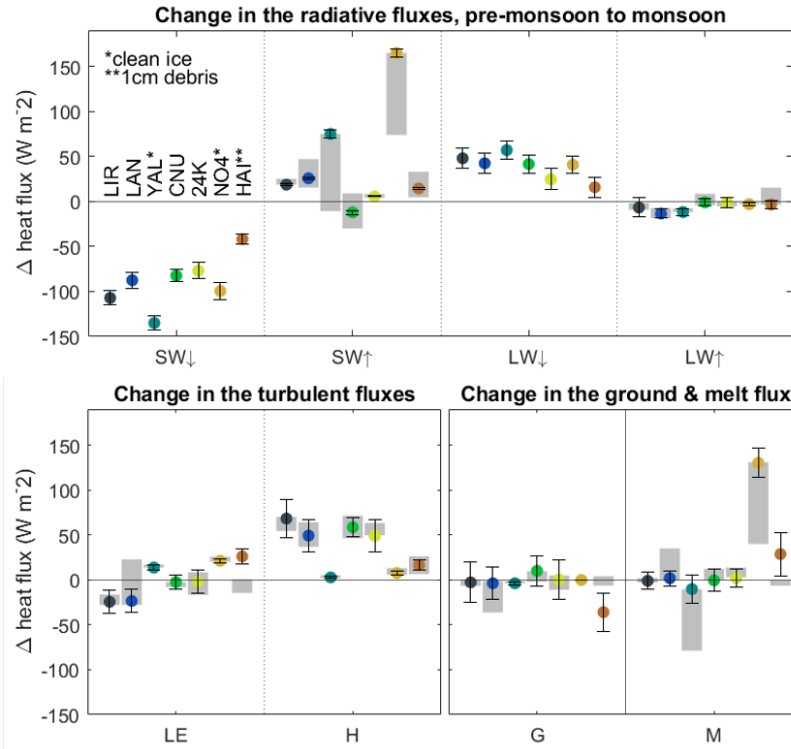 Change in the radiative fluxes, pre-monsoon to monsoon
*clean ice
**1cm debris
LIR
LAN
YAL*
CNU
24K
NO4*
HAI**
Δ heat flux (W m^-2)
150
100
50
0
-50
-100
-150
SW↓
SW↑
LW↓
LW↑
Change in the turbulent fluxes
Change in the ground & melt flux
Δ heat flux (W m^-2)
150
100
50
0
-50
-100
-150
LE
H
G
M